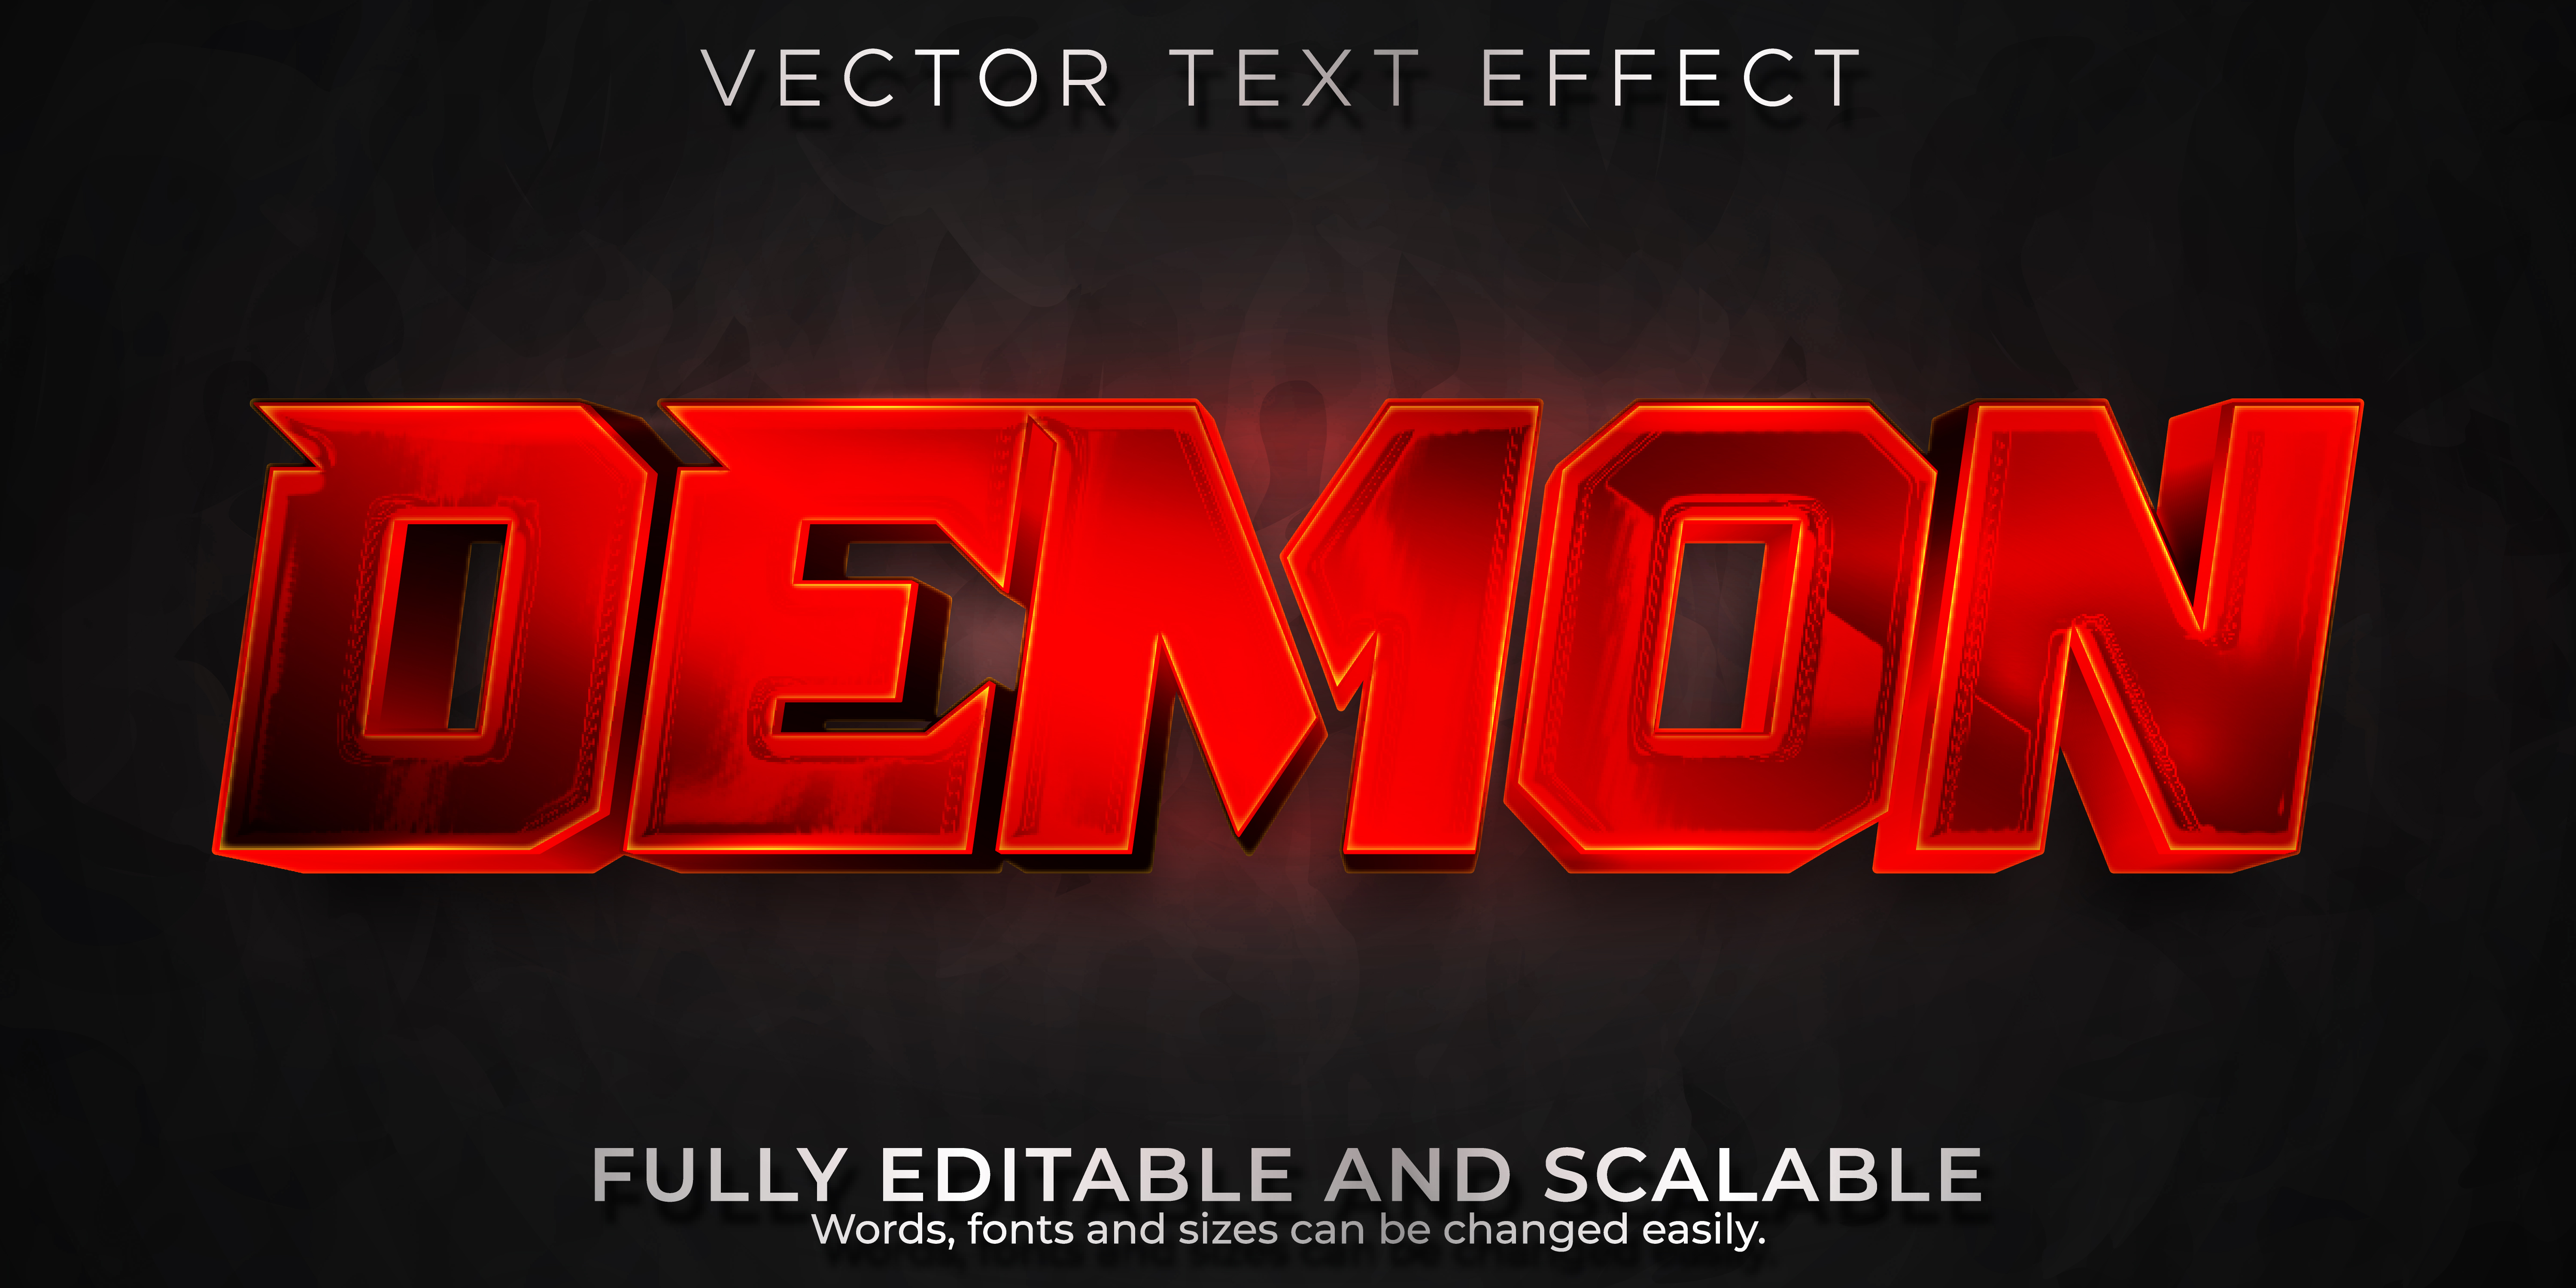 VECTOR TEXT EFFECT
DEMON
FULLY EDITABLE AND SCALABLE
Words, fonts and sizes can be changed easily.